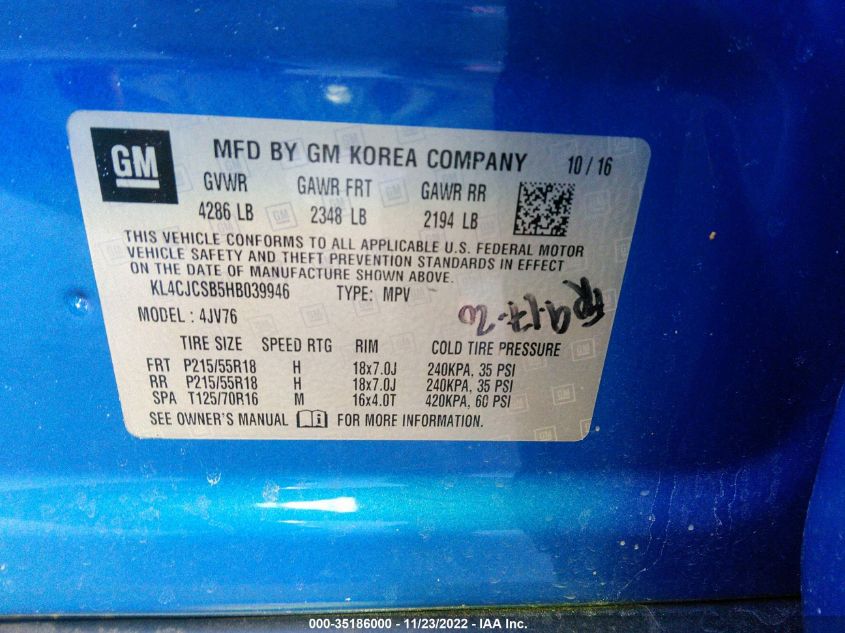 GM MFD BY GM KOREA COMPANY 10 / 16
GVWR GAWR FRT GAWR RR
4286 LB 2348 LB 2194 LB
THIS VEHICLE CONFORMS TO ALL APPLICABLE U.S. FEDERAL MOTOR
VEHICLE SAFETY AND THEFT PREVENTION STANDARDS IN EFFECT
ON THE DATE OF MANUFACTURE SHOWN ABOVE.
KL4CJCSB5HB039946 TYPE: MPV
MODEL : 4JV76
TIRE SIZE SPEED RTG RIM COLD TIRE PRESSURE
FRT P215/55R18 H 18x7.0J 240KPA, 35 PSI
RR P215/55R18 H 18x7.0J 240KPA, 35 PSI
SPA T125/70R16 M 16x4.0T 420KPA, 60 PSI
SEE OWNER'S MANUAL FOR MORE INFORMATION.
000-35186000 - 11/23/2022 - IAA Inc.